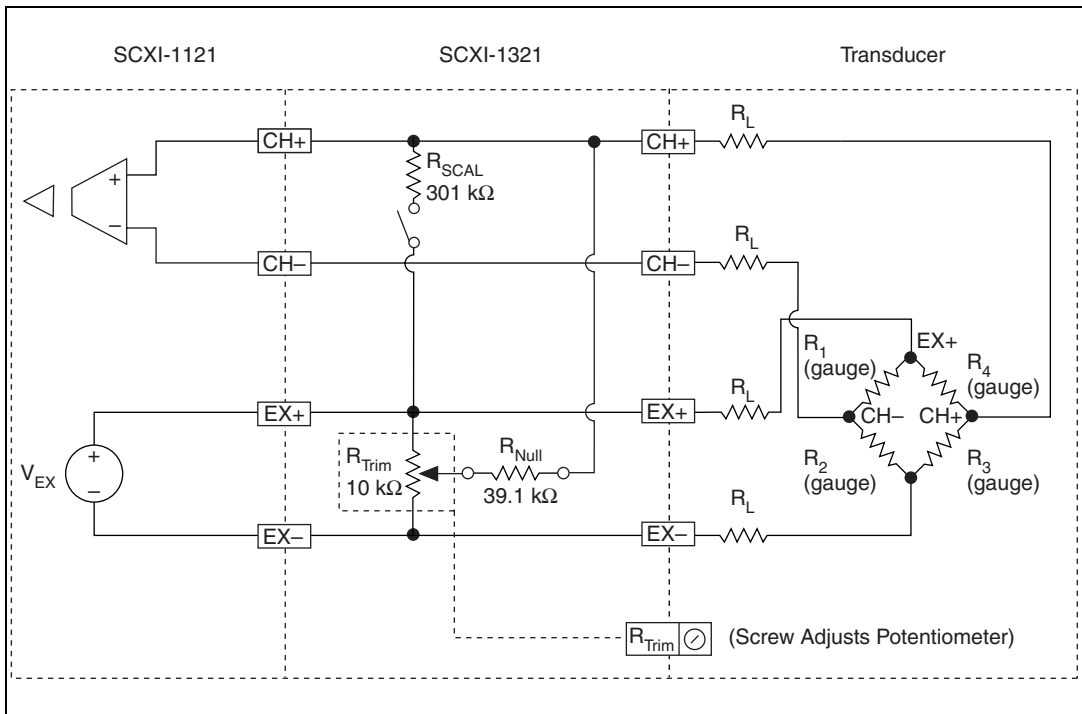 SCXI-1121
SCXI-1321
Transducer
CH+
CH+
R_L
R_SCAL
301 kΩ
+
–
CH–
CH–
R_L
R_1
(gauge)
EX+
R_4
(gauge)
EX+
EX+
R_L
CH–
CH+
V_EX
+
–
R_Trim
10 kΩ
R_Null
39.1 kΩ
R_2
(gauge)
R_3
(gauge)
R_L
EX–
EX–
R_Trim
(Screw Adjusts Potentiometer)